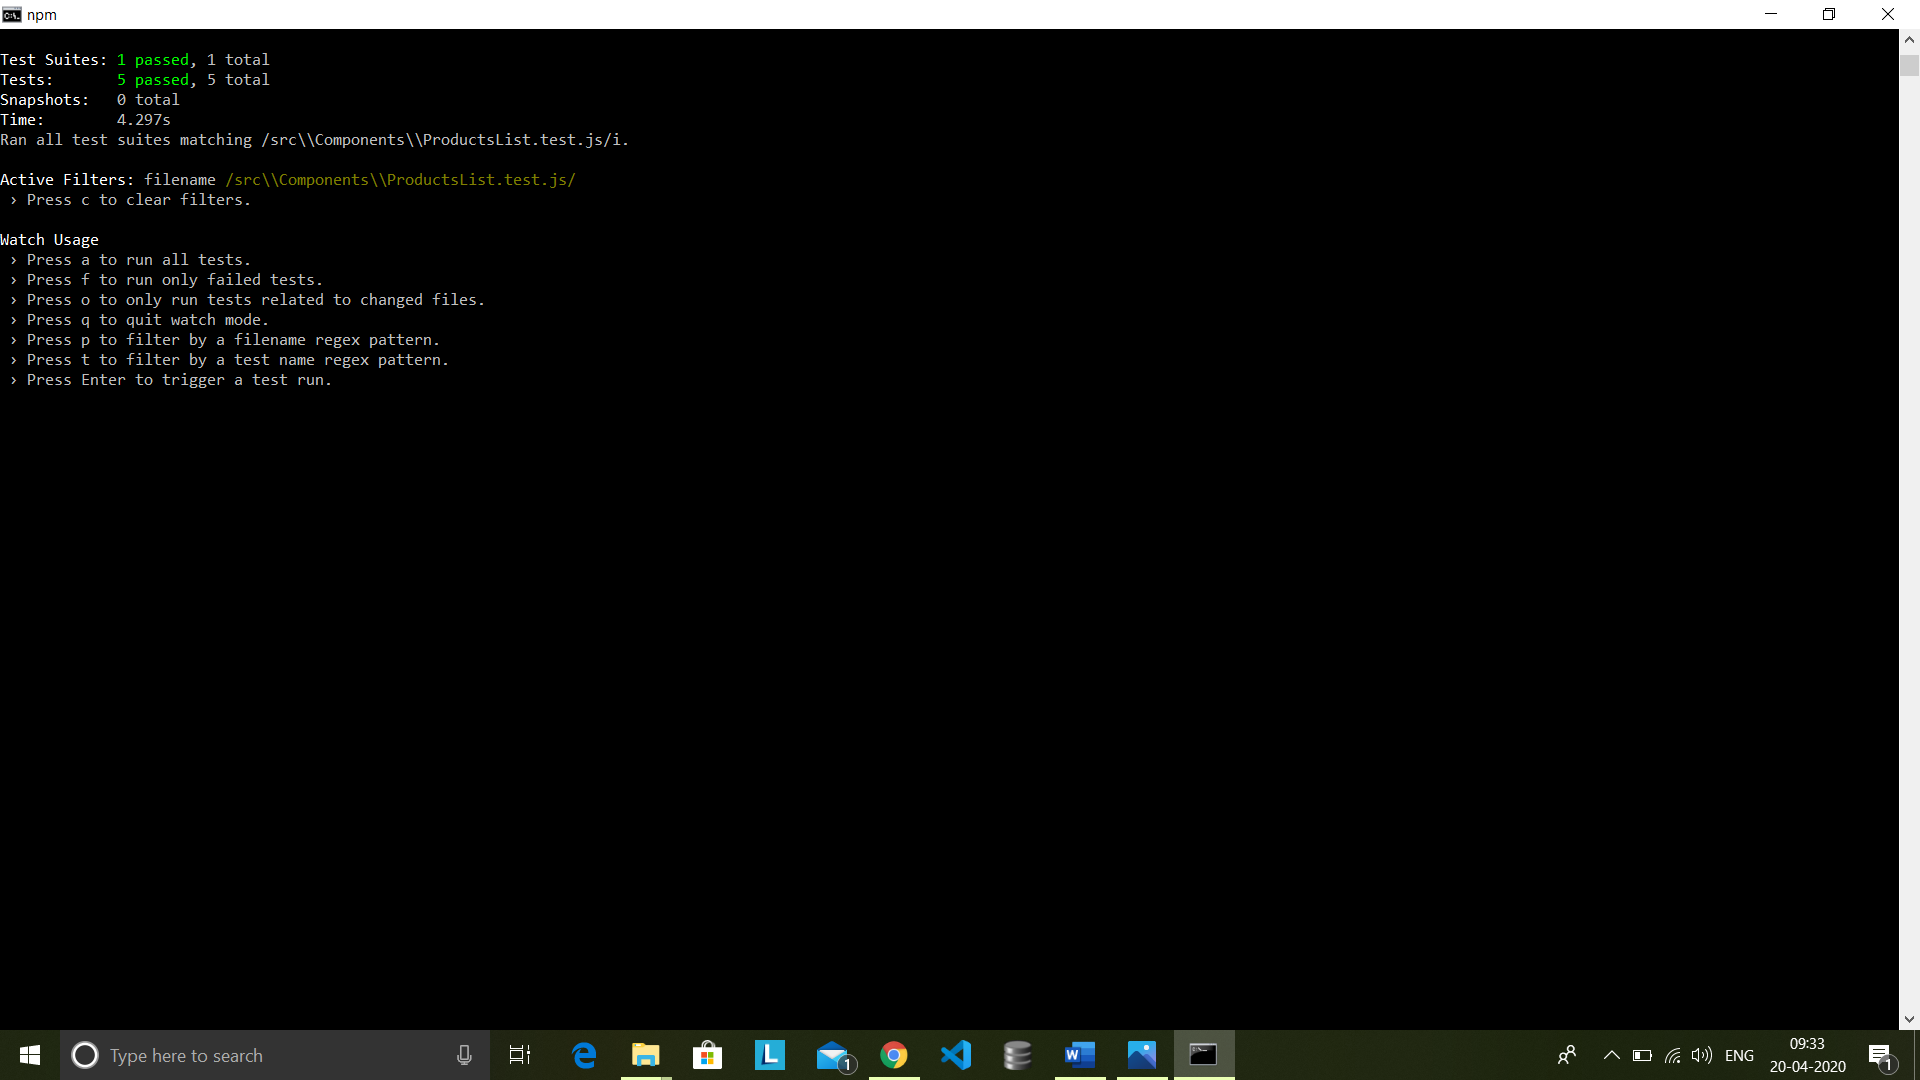 npm
Test Suites: 1 passed, 1 total
Tests:       5 passed, 5 total
Snapshots:   0 total
Time:        4.297s
Ran all test suites matching /src\\Components\\ProductsList.test.js/i.
Active Filters: filename /src\\Components\\ProductsList.test.js/
› Press c to clear filters.
Watch Usage
› Press a to run all tests.
› Press f to run only failed tests.
› Press o to only run tests related to changed files.
› Press q to quit watch mode.
› Press p to filter by a filename regex pattern.
› Press t to filter by a test name regex pattern.
› Press Enter to trigger a test run.
Type here to search
L
1
W
ENG
09:33
20-04-2020
1